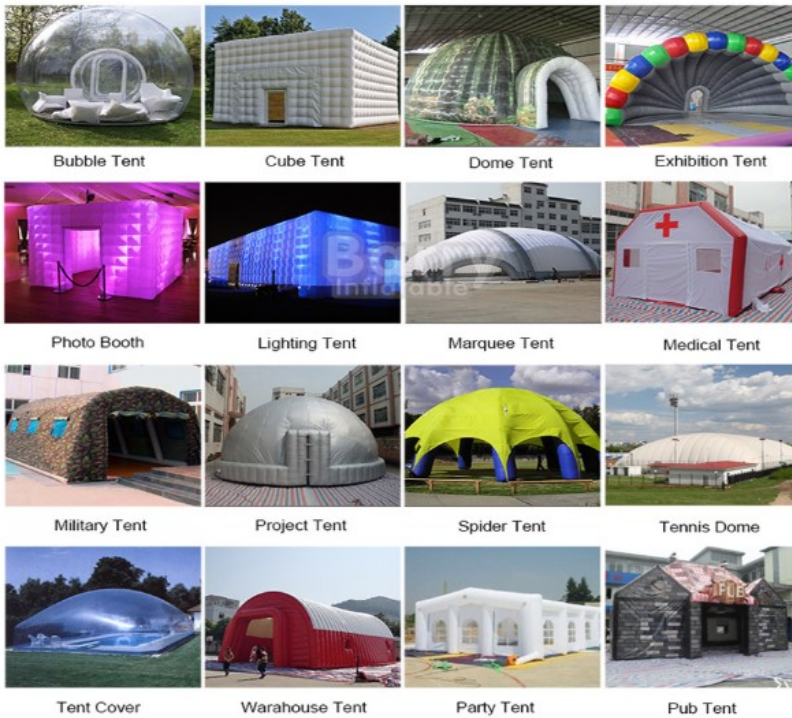 Bubble Tent
Cube Tent
Dome Tent
Exhibition Tent
Photo Booth
Lighting Tent
Marquee Tent
Medical Tent
Military Tent
Project Tent
Spider Tent
Tennis Dome
Tent Cover
Warahouse Tent
Party Tent
Pub Tent
Inflatable